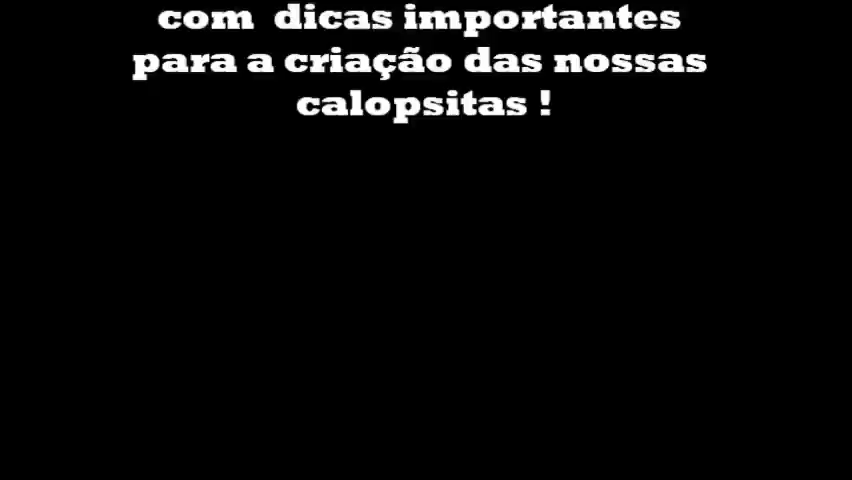 com dicas importantes
para a criação das nossas
calopsitas !